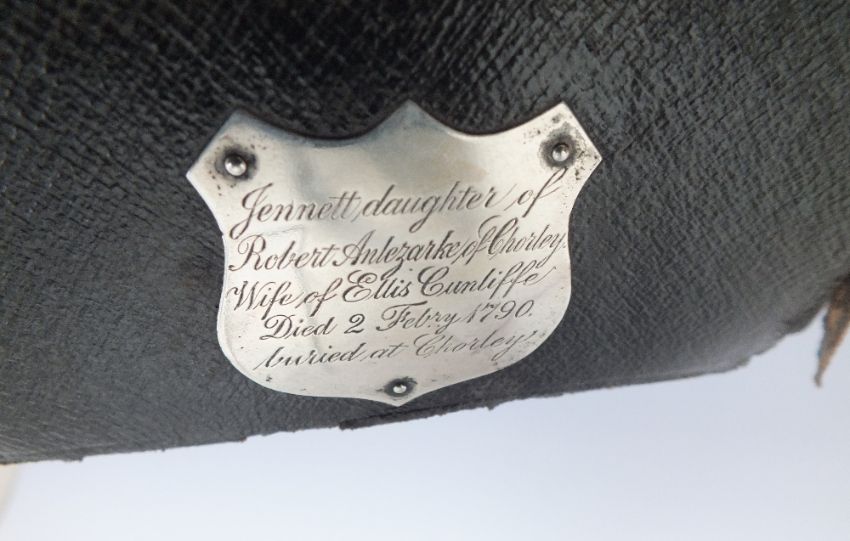 Jennett daughter of
Robert Anlezarke of Chorley.
Wife of Ellis Cunliffe
Died 2 Febry 1790.
buried at Chorley.